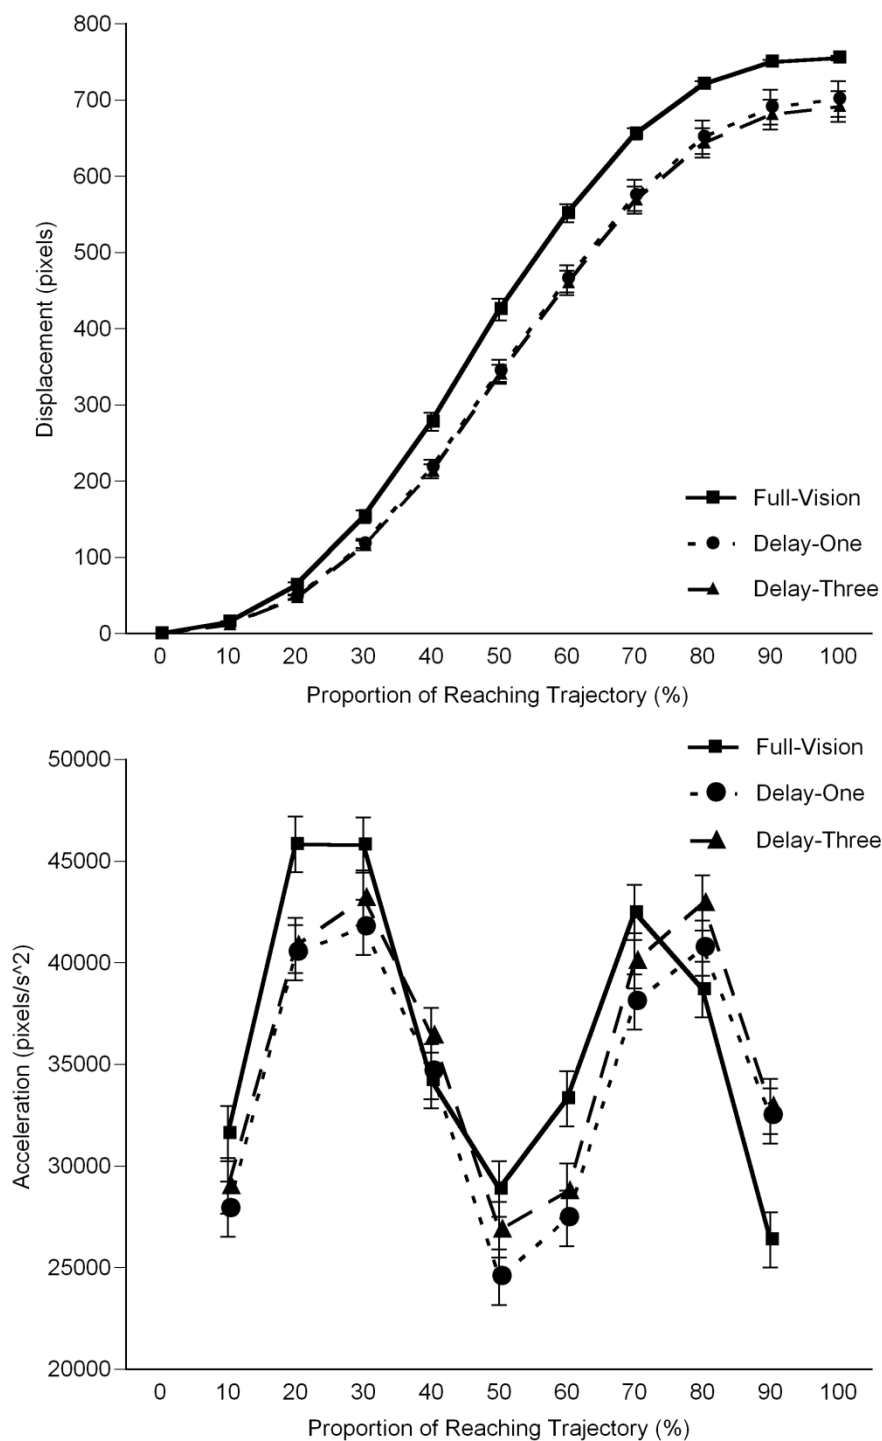 800
700
600
500
400
300
200
100
0
Displacement (pixels)
Full-Vision
Delay-One
Delay-Three
0 10 20 30 40 50 60 70 80 90 100
Proportion of Reaching Trajectory (%)
Full-Vision
Delay-One
Delay-Three
50000
45000
40000
35000
30000
25000
20000
Acceleration (pixels/s^2)
0 10 20 30 40 50 60 70 80 90 100
Proportion of Reaching Trajectory (%)